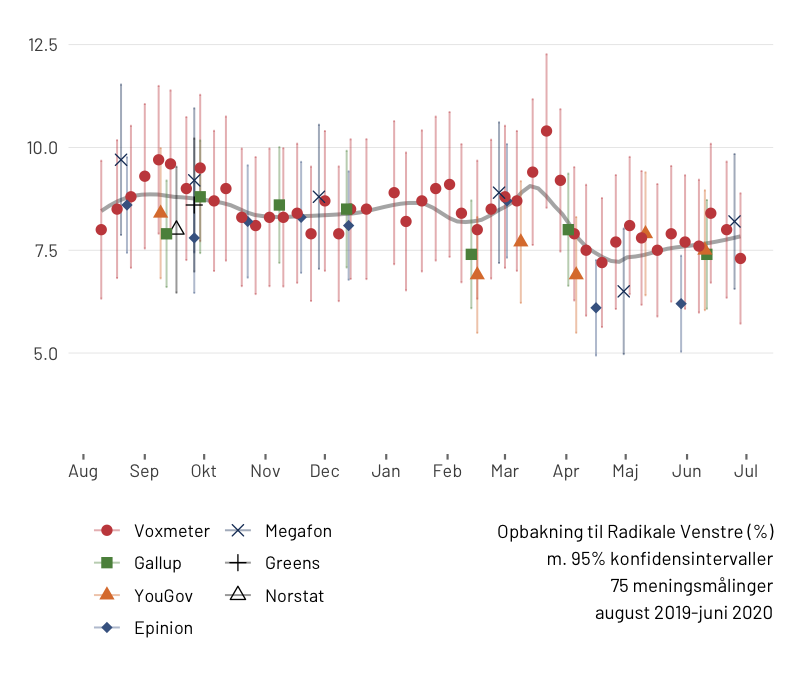 12.5
10.0
7.5
5.0
Aug Sep Okt Nov Dec Jan Feb Mar Apr Maj Jun Jul
Voxmeter Megafon
Gallup Greens
YouGov Norstat
Epinion
Opbakning til Radikale Venstre (%)
m. 95% konfidensintervaller
75 meningsmålinger
august 2019-juni 2020